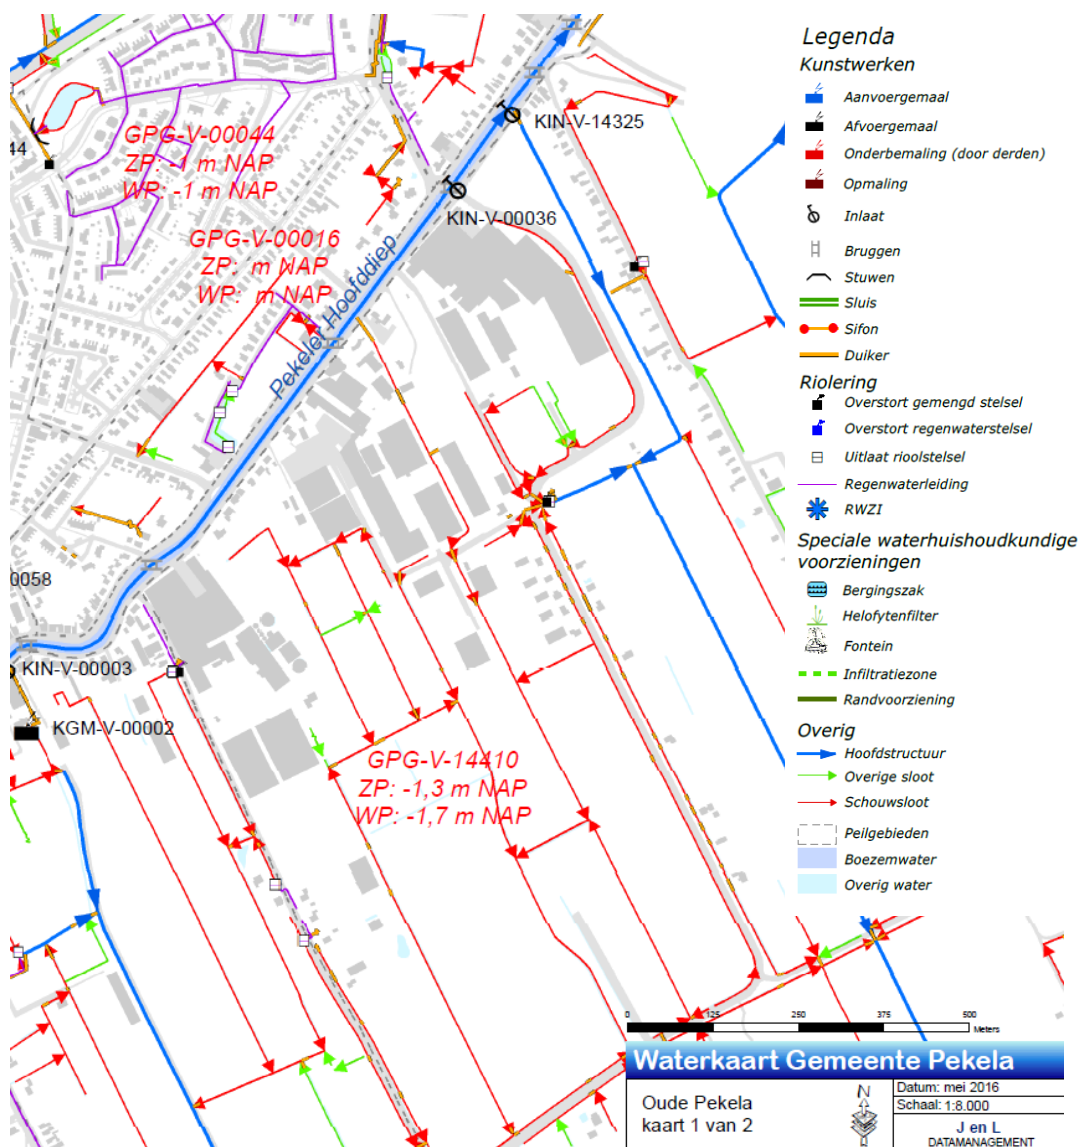 44
GPG-V-00044
ZP: -1 m NAP
WP: -1 m NAP
KIN-V-14325
KIN-V-00036
GPG-V-00016
ZP: m NAP
WP: m NAP
Pekeler Hoofddiep
0058
KIN-V-00003
KGM-V-00002
GPG-V-14410
ZP: -1,3 m NAP
WP: -1,7 m NAP
Legenda
Kunstwerken
Aanvoergemaal
Afvoergemaal
Onderbemaling (door derden)
Opmaling
Inlaat
Bruggen
Stuwen
Sluis
Sifon
Duiker
Riolering
Overstort gemengd stelsel
Overstort regenwaterstelsel
Uitlaat rioolstelsel
Regenwaterleiding
RWZI
Speciale waterhuishoudkundige
voorzieningen
Bergingszak
Helofytenfilter
Fontein
Infiltratiezone
Randvoorziening
Overig
Hoofdstructuur
Overige sloot
Schouwsloot
Peilgebieden
Boezemwater
Overig water
0 125 250 375 500
Meters
Waterkaart Gemeente Pekela
Oude Pekela
kaart 1 van 2
N
Datum: mei 2016
Schaal: 1:8.000
J en L
DATAMANAGEMENT